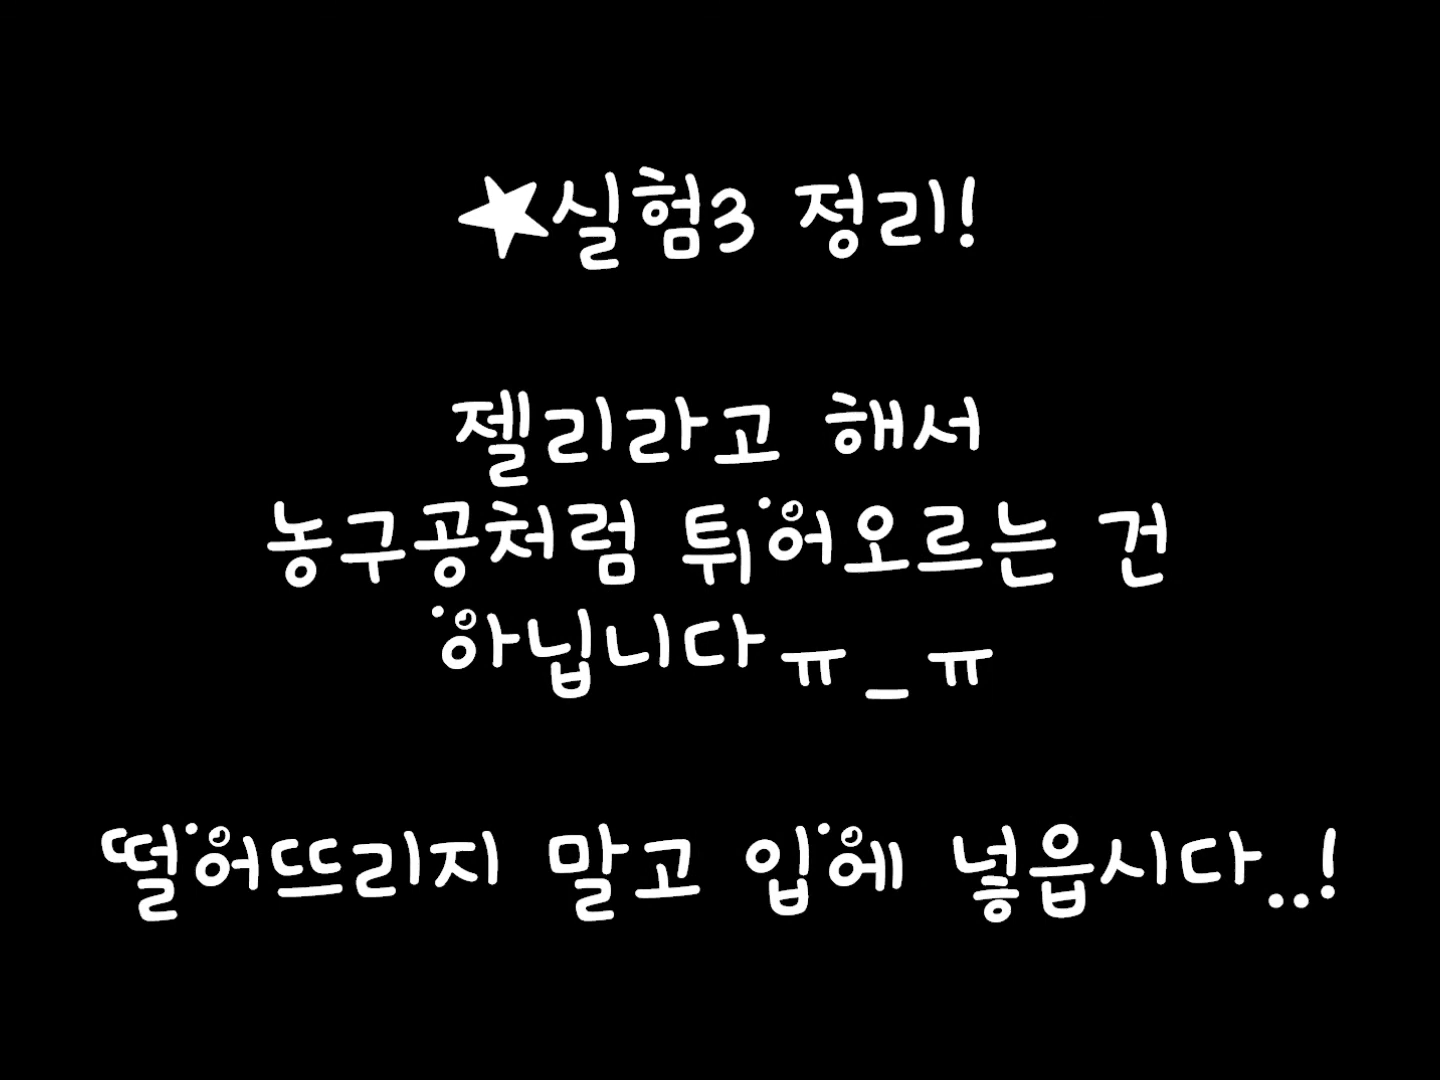 ★실험3 정리!
젤리라고 해서
농구공처럼 튀어오르는 건
아닙니다ㅠ_ㅠ
떨어뜨리지 말고 입에 넣읍시다..!